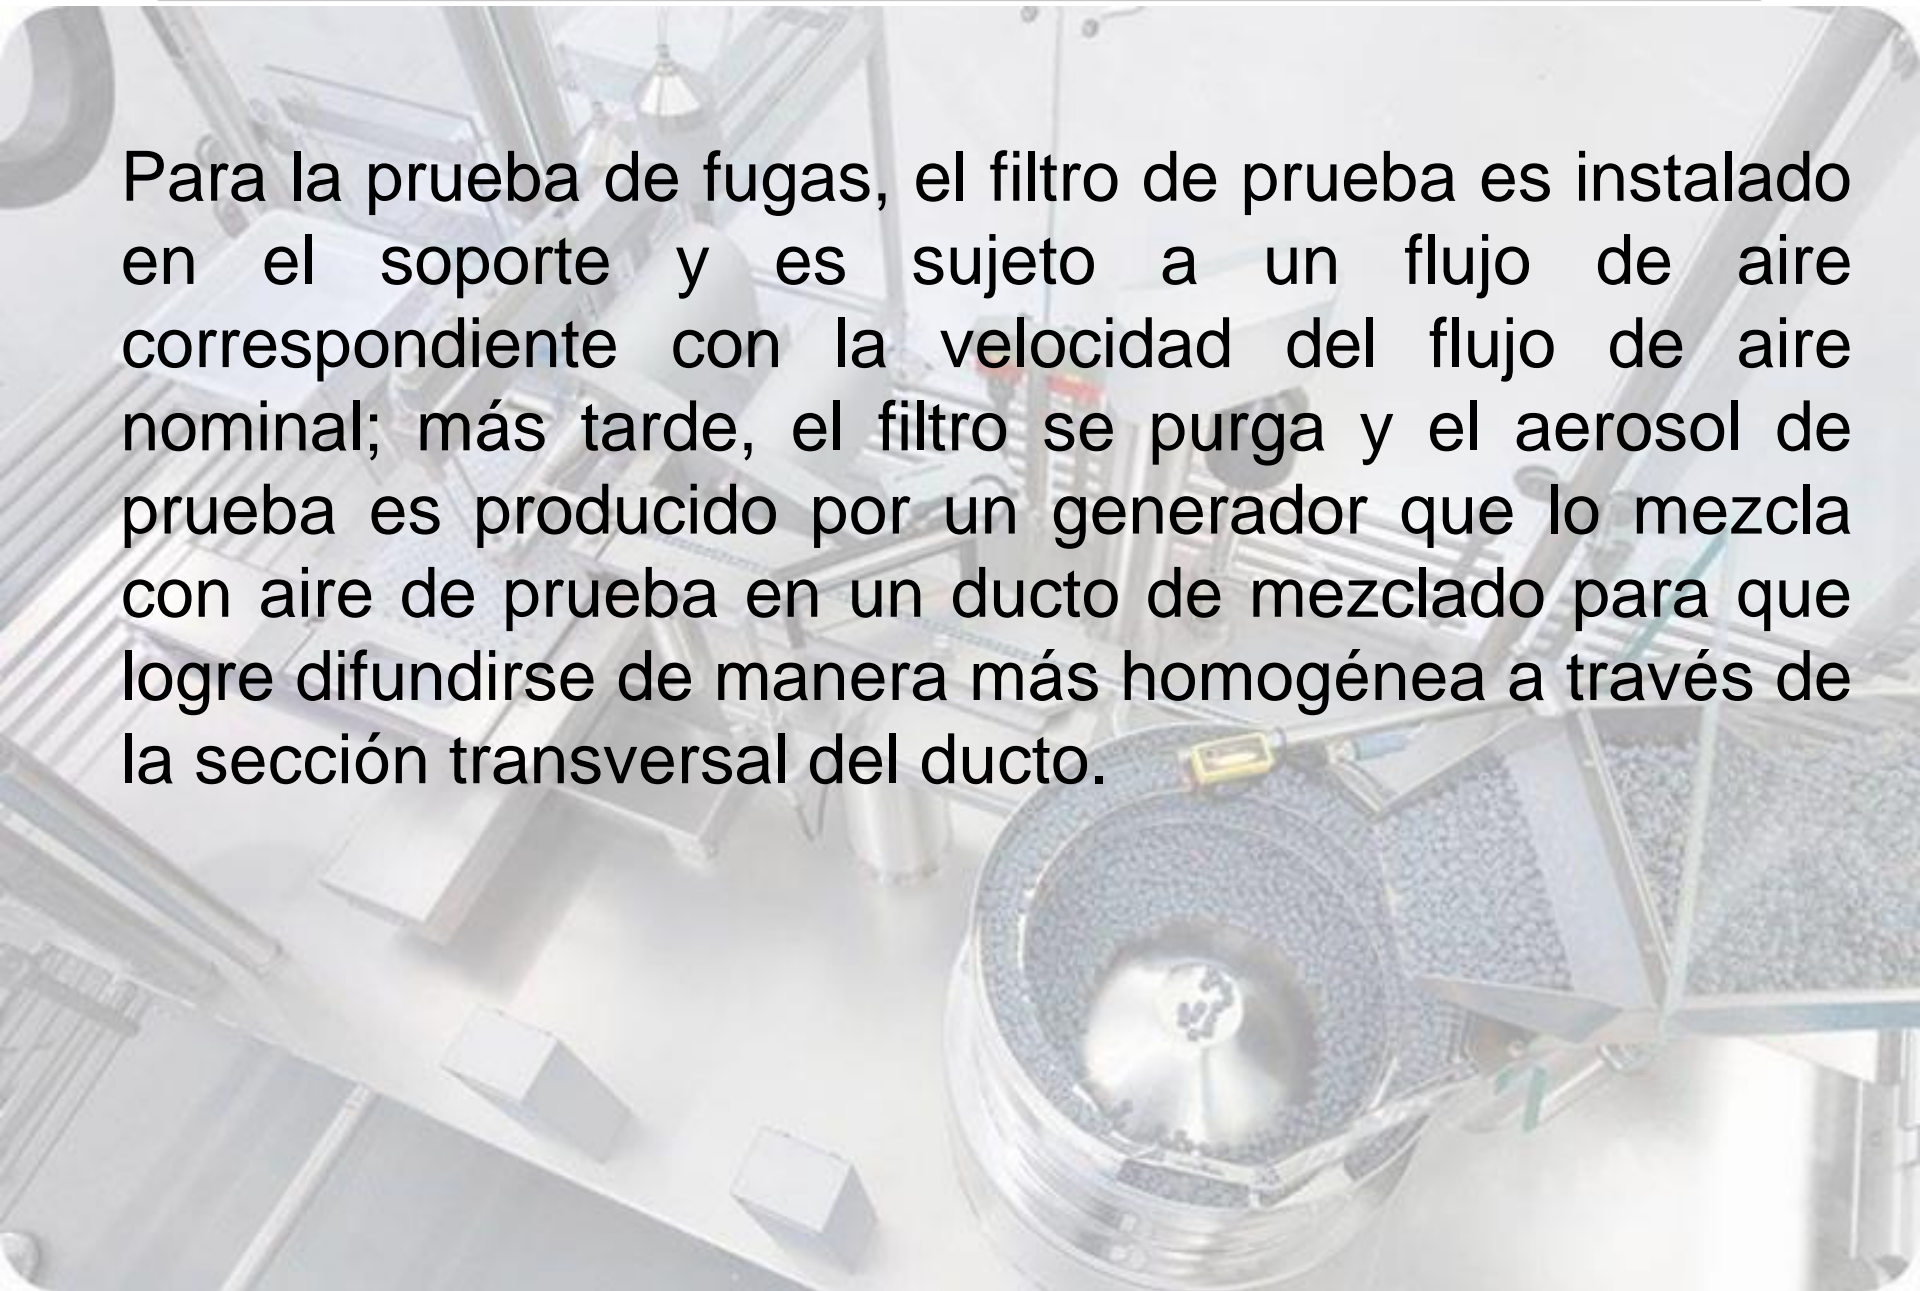 Para la prueba de fugas, el filtro de prueba es instalado
en el soporte y es sujeto a un flujo de aire
correspondiente con la velocidad del flujo de aire
nominal; más tarde, el filtro se purga y el aerosol de
prueba es producido por un generador que lo mezcla
con aire de prueba en un ducto de mezclado para que
logre difundirse de manera más homogénea a través de
la sección transversal del ducto.